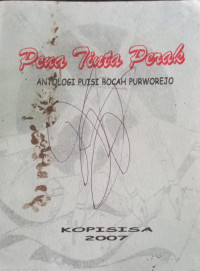 Pena Tinta Perak
ANTOLOGI PUISI BOCAH PURWOREJO
KOPISISA
2007